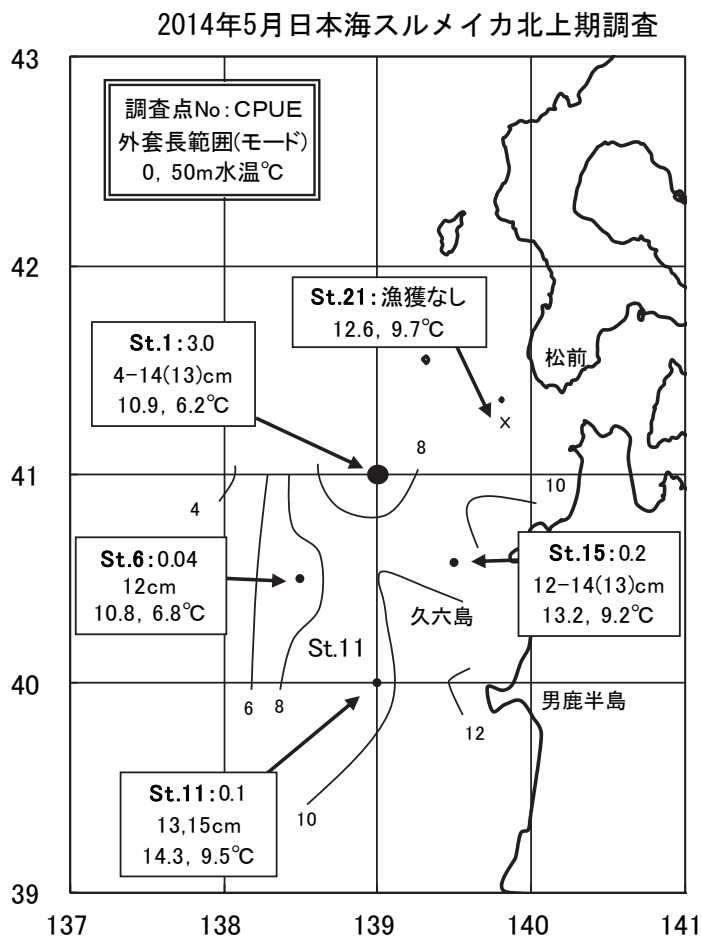 2014年5月日本海スルメイカ北上期調査
43
調査点No：CPUE
外套長範囲(モード)
0，50m水温℃
42
St.21：漁獲なし
12.6，9.7℃
St.1：3.0
4−14(13)cm
10.9，6.2℃
松前
x
8
41
10
4
St.6：0.04
12cm
10.8，6.8℃
St.15：0.2
12−14(13)cm
13.2，9.2℃
久六島
St.11
40
6
8
12
男鹿半島
St.11：0.1
13,15cm
14.3，9.5℃
10
39
137
138
139
140
141